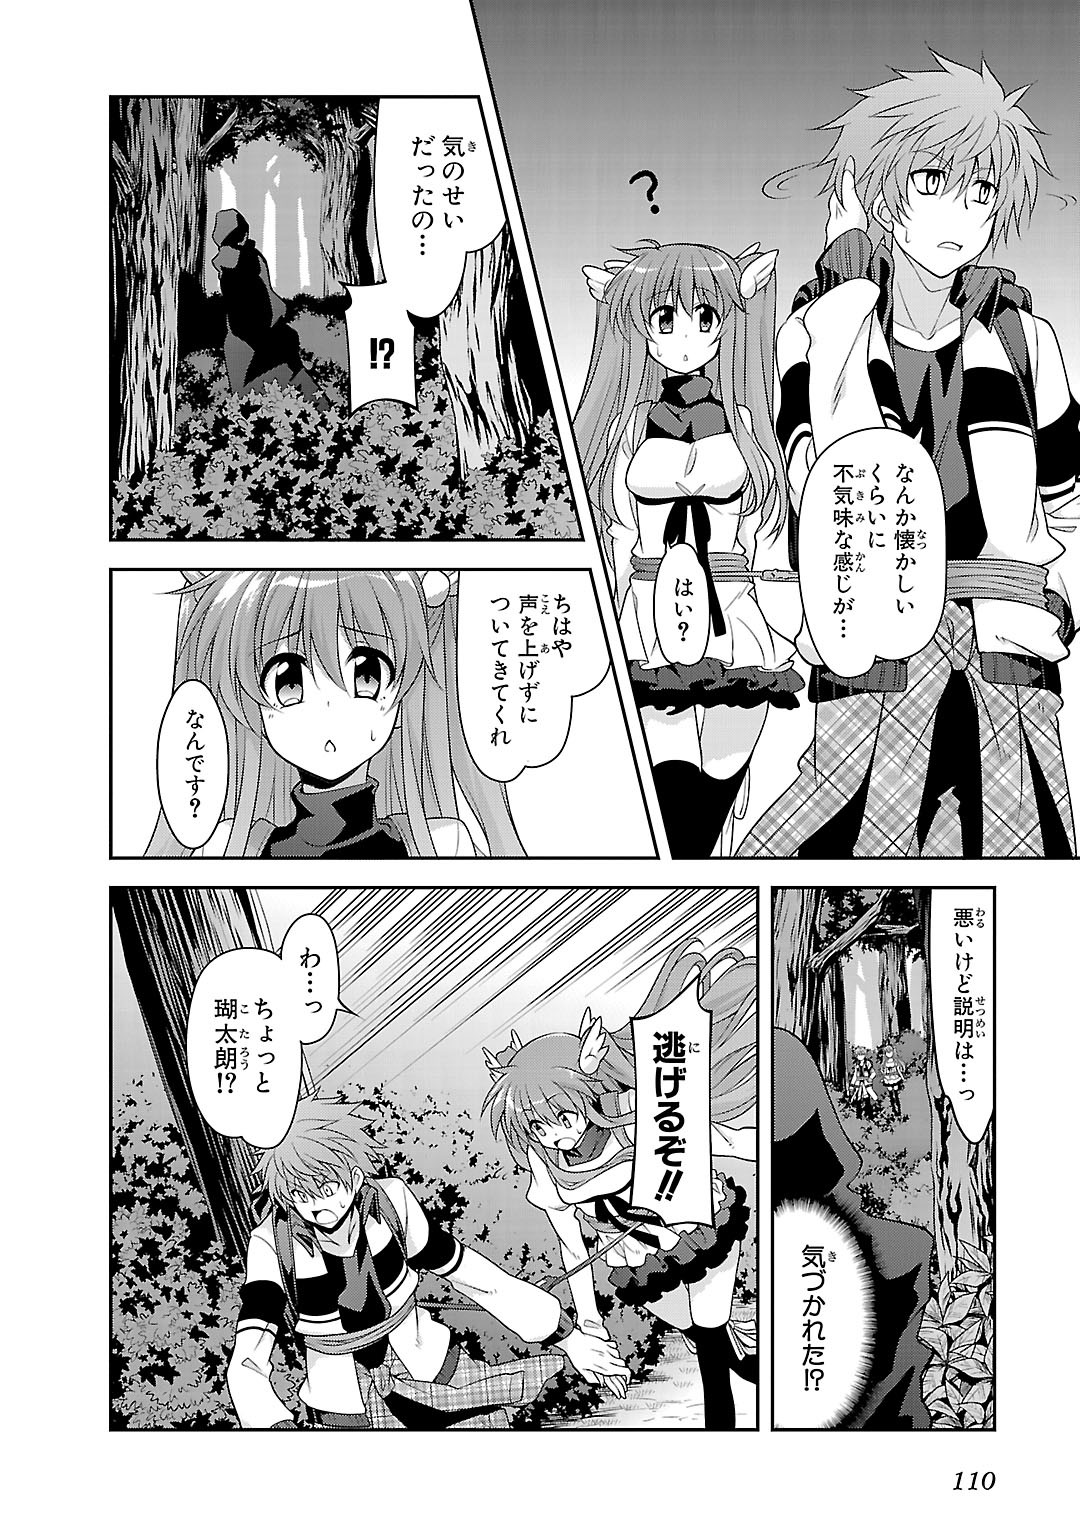 ?
なんか懐かしい
くらいに
不気味な感じが…
はい?
気のせい
だったの…
!?
ちはや
声を上げずに
ついてきてくれ
なんです?
悪いけど説明は…っ
気づかれた!?
逃げるぞ!!
わ…っ
ちょっと
瑚太朗!?
110